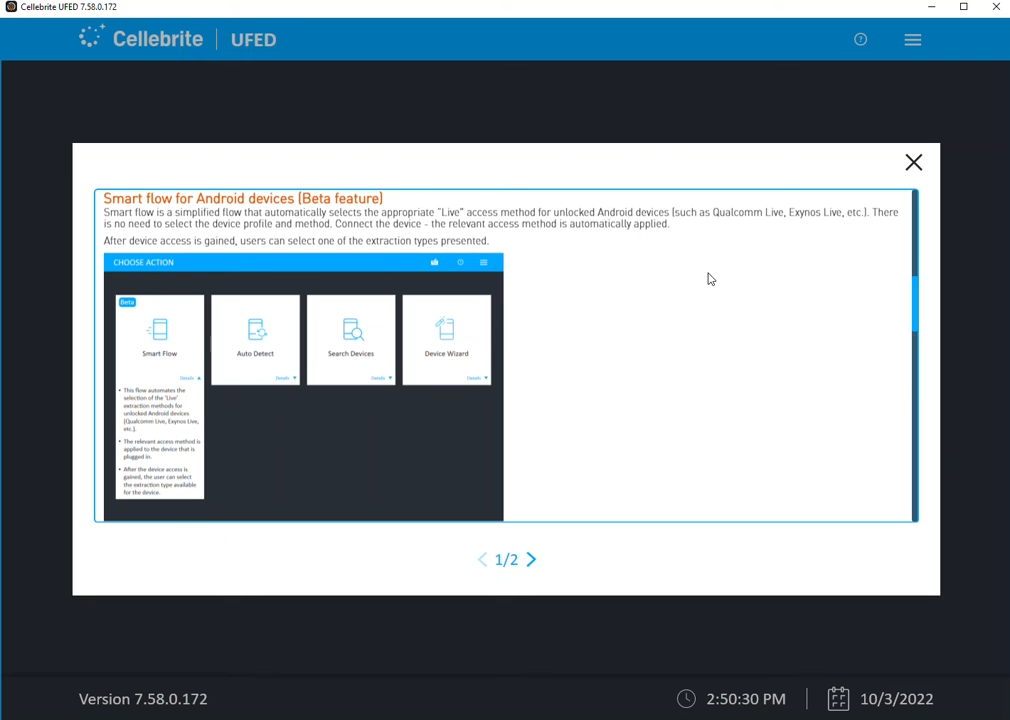 Cellebrite UFED 7.58.0.172
Cellebrite | UFED
Smart flow for Android devices (Beta feature)
Smart flow is a simplified flow that automatically selects the appropriate "Live" access method for unlocked Android devices (such as Qualcomm Live, Exynos Live, etc.). There
is no need to select the device profile and method. Connect the device - the relevant access method is automatically applied.
After device access is gained, users can select one of the extraction types presented.
CHOOSE ACTION
Beta
Smart Flow
Auto Detect
Search Devices
Device Wizard
Details
Details
Details
Details
• This flow automates the
selection of the 'Live'
extraction methods for
unlocked Android devices
(Qualcomm Live, Exynos Live,
etc.).
• The relevant access method is
applied to the device that is
plugged in.
• After the device access is
gained, the user can select
the extraction type available
for the device.
1/2
Version 7.58.0.172
2:50:30 PM
10/3/2022